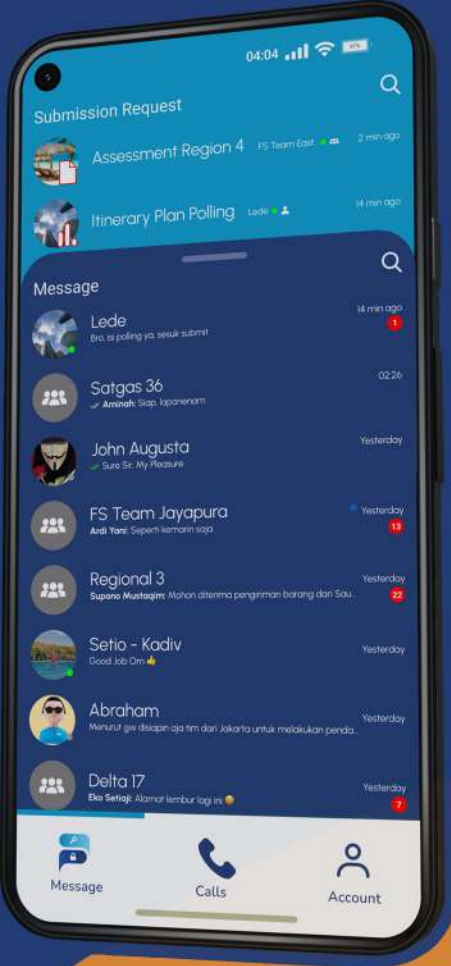 04:04
Submission Request
Assessment Region 4 FS Team East 2 min ago
Itinerary Plan Polling Lede 14 min ago
Message
Lede 14 min ago
Bro, isi polling ya, sesuk submit 1
Satgas 36 02:26
Aminah: Siap, lapanenam
John Augusta Yesterday
Sure Sir. My Pleasure
FS Team Jayapura Yesterday
Ardi Yani: Seperti kemarin saja 13
Regional 3 Yesterday
Supono Mustaqim: Mohon diterima pengiriman barang dari Sau.. 22
Setio - Kadiv Yesterday
Good Job Om
Abraham Yesterday
Menurut gw disiapin aja tim dari Jakarta untuk melakukan penda..
Delta 17 Yesterday
Eko Setiaji: Alamat lembur lagi ini 7
Message Calls Account